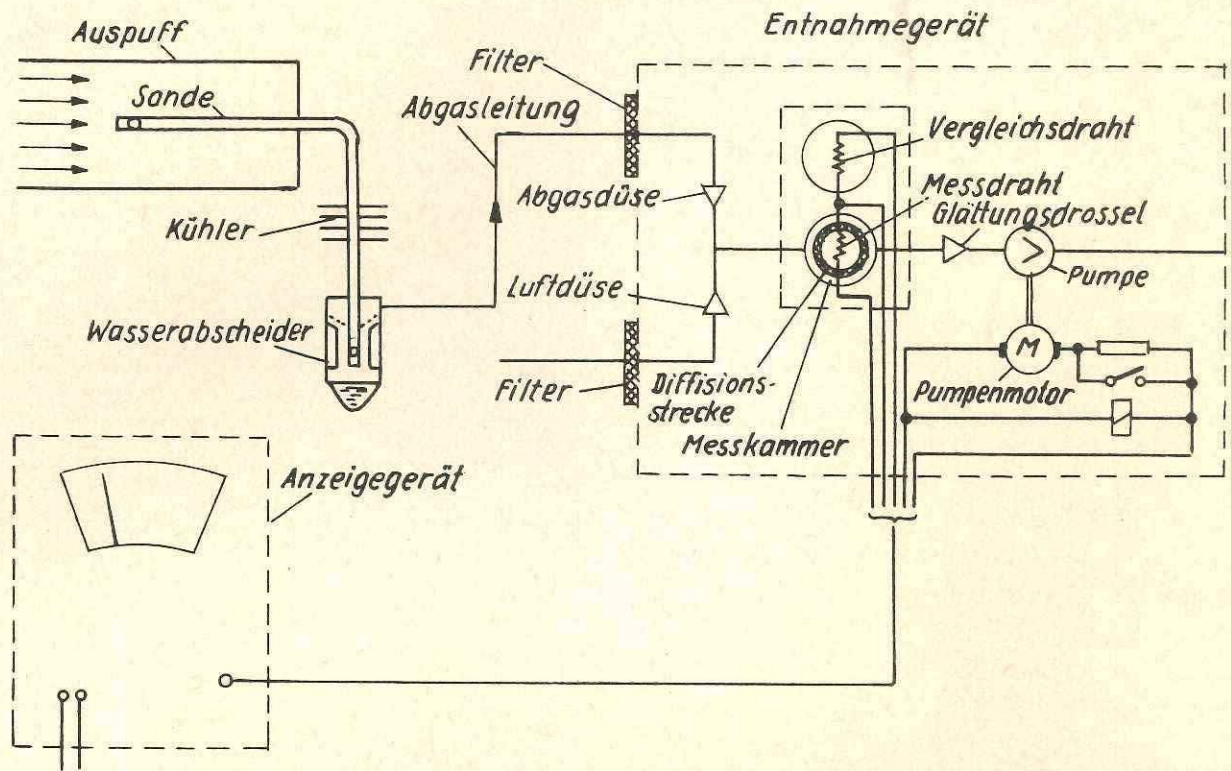 Entnahmegerät
Auspuff
Sonde
Filter
Abgasleitung
Vergleichsdraht
Abgasdüse
Messdraht
Glättungsdrossel
Kühler
Luftdüse
Pumpe
Wasserabscheider
M
Filter
Diffisions-
strecke
Pumpenmotor
Messkammer
Anzeigegerät